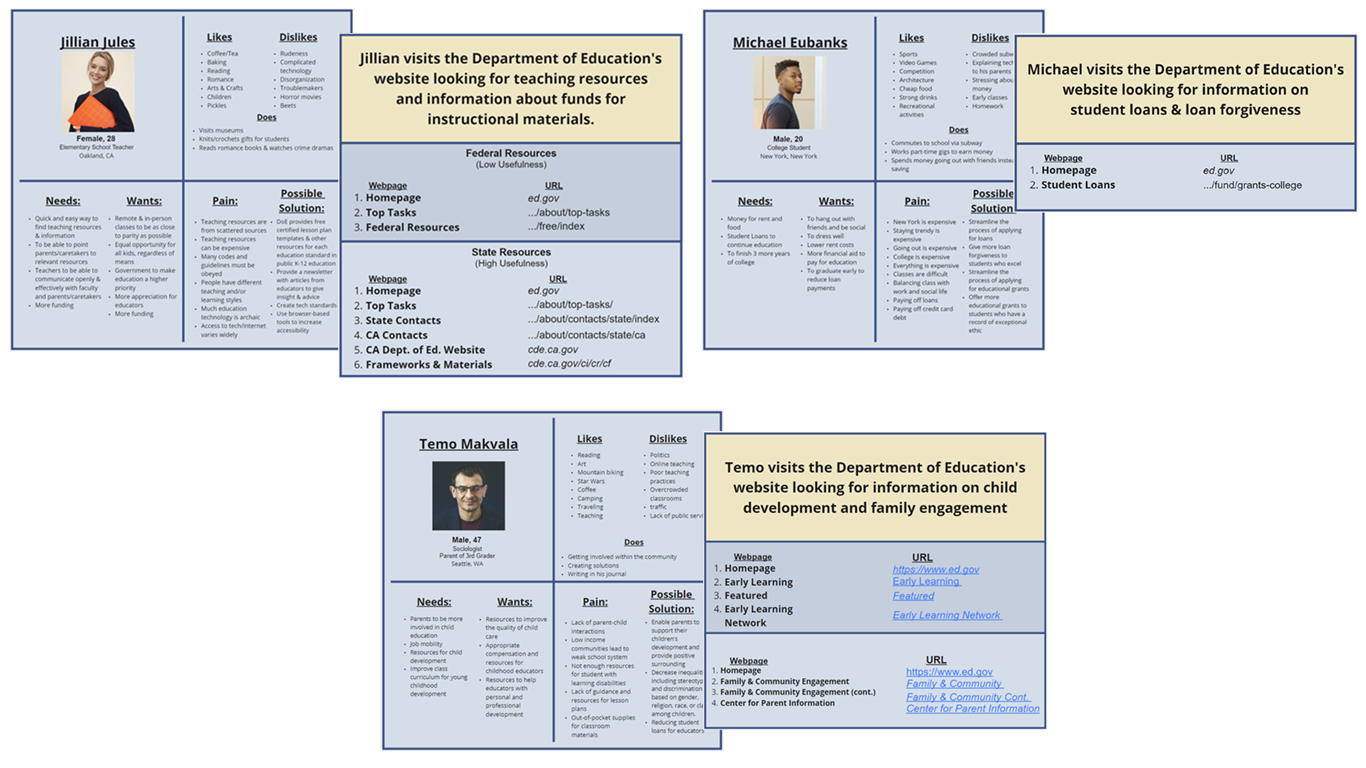 Jillian Jules
Female, 28
Elementary School Teacher
Oakland, CA
Likes
Coffee/Tea
Baking
Reading
Romance
Arts & Crafts
Children
Pickles
Dislikes
Rudeness
Complicated
technology
Disorganization
Troublemakers
Horror movies
Beets
Does
Visits museums
Knits/crochets gifts for students
Reads romance books & watches crime dramas
Needs:
Quick and easy way to
find teaching resources
& information
To be able to point
parents/caretakers to
relevant resources
Teachers to be able to
communicate openly &
effectively with faculty
and parents/caretakers
More funding
Wants:
Remote & in-person
classes to be as close
to parity as possible
Equal opportunity for
all kids, regardless of
means
Government to make
education a higher
priority
More appreciation for
educators
More funding
Pain:
Teaching resources are
from scattered sources
Teaching resources
can be expensive
Many codes and
guidelines must be
obeyed
People have different
teaching and/or
learning styles
Much education
technology is archaic
Access to tech/internet
varies widely
Possible
Solution:
DoE provides free
certified lesson plan
templates & other
resources for each
education standard in
public K-12 education
Provide a newsletter
with articles from
educators to give
insight & advice
Create tech standards
Use browser-based
tools to increase
accessibility
Jillian visits the Department of Education's
website looking for teaching resources
and information about funds for
instructional materials.
Federal Resources
(Low Usefulness)
Webpage URL
1. Homepage ed.gov
2. Top Tasks .../about/top-tasks
3. Federal Resources .../free/index
State Resources
(High Usefulness)
Webpage URL
1. Homepage ed.gov
2. Top Tasks .../about/top-tasks/
3. State Contacts .../about/contacts/state/index
4. CA Contacts .../about/contacts/state/ca
5. CA Dept. of Ed. Website cde.ca.gov
6. Frameworks & Materials cde.ca.gov/ci/cr/cf
Michael Eubanks
Male, 20
College Student
New York, New York
Likes
Sports
Video Games
Competition
Architecture
Cheap food
Strong drinks
Recreational
activities
Dislikes
Crowded
Explaining
to his parents
Stressing
money
Early classes
Homework
Does
Commutes to school via subway
Works part-time gigs to earn money
Spends money going out with friends
saving
Needs:
Money for rent and
food
Student Loans to
continue education
To finish 3 more years
of college
Wants:
To hang out with
friends and be social
To dress well
Lower rent costs
More financial aid to
pay for education
To graduate early to
reduce loan
payments
Pain:
New York is expensive
Staying trendy is
expensive
Going out is expensive
College is expensive
Everything is expensive
Classes are difficult
Balancing class with
work and social life
Paying off loans
Paying off credit card
debt
Possible
Solution
Streamline the
process of applying
for loans
Give more loan
forgiveness to
students who excel
Streamline the
process of applying
for educational grants
Offer more
educational grants to
students who have a
record of exceptional
ethic
Michael visits the Department of Education's
website looking for information on
student loans & loan forgiveness
Webpage URL
1. Homepage ed.gov
2. Student Loans .../fund/grants-college
Temo Makvala
Male, 47
Sociologist
Parent of 3rd Grader
Seattle, WA
Likes
Reading
Art
Mountain biking
Star Wars
Coffee
Camping
Traveling
Teaching
Dislikes
Politics
Online teaching
Poor teaching
practices
Overcrowded
classrooms
traffic
Lack of public
Does
Getting involved within the community
Creating solutions
Writing in his journal
Needs:
Parents to be more
involved in child
education
Job mobility
Resources for child
development
Improve class
curriculum for young
childhood
development
Wants:
Resources to improve
the quality of child
care
Appropriate
compensation and
resources for
childhood educators
Resources to help
educators with
personal and
professional
development
Pain:
Lack of parent-child
interactions
Low income
communities lead to
weak school system
Not enough resources
for student with
learning disabilities
Lack of guidance and
resources for lesson
plans
Out-of-pocket supplies
for classroom
materials
Possible
Solution:
Enable parents to
support their
children's
development and
provide positive
surrounding
Decrease
including
and discrimination
based on gender,
religion, race, or
among children.
Reducing student
loans for educators
Temo visits the Department of Education's
website looking for information on child
development and family engagement
Webpage URL
1. Homepage https://www.ed.gov
2. Early Learning Early Learning
3. Featured Featured
4. Early Learning
Network Early Learning Network
Webpage URL
1. Homepage https://www.ed.gov
2. Family & Community Engagement Family & Community
3. Family & Community Engagement (cont.) Family & Community Cont.
4. Center for Parent Information Center for Parent Information